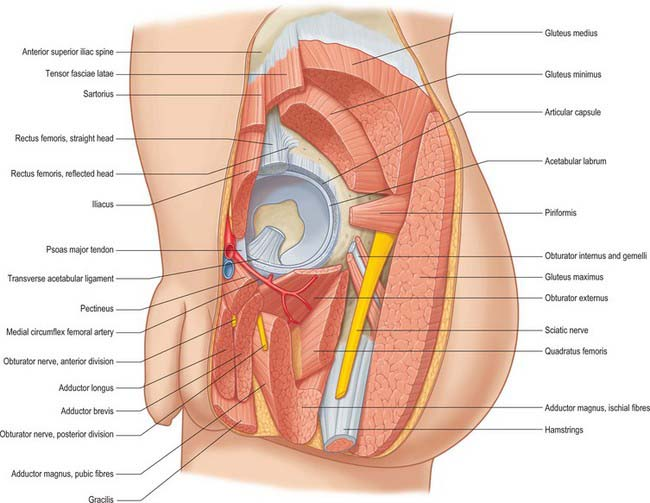 Anterior superior iliac spine
Tensor fasciae latae
Sartorius
Rectus femoris, straight head
Rectus femoris, reflected head
Iliacus
Psoas major tendon
Transverse acetabular ligament
Pectineus
Medial circumflex femoral artery
Obturator nerve, anterior division
Adductor longus
Adductor brevis
Obturator nerve, posterior division
Adductor magnus, pubic fibres
Gracilis
Gluteus medius
Gluteus minimus
Articular capsule
Acetabular labrum
Piriformis
Obturator internus and gemelli
Gluteus maximus
Obturator externus
Sciatic nerve
Quadratus femoris
Adductor magnus, ischial fibres
Hamstrings